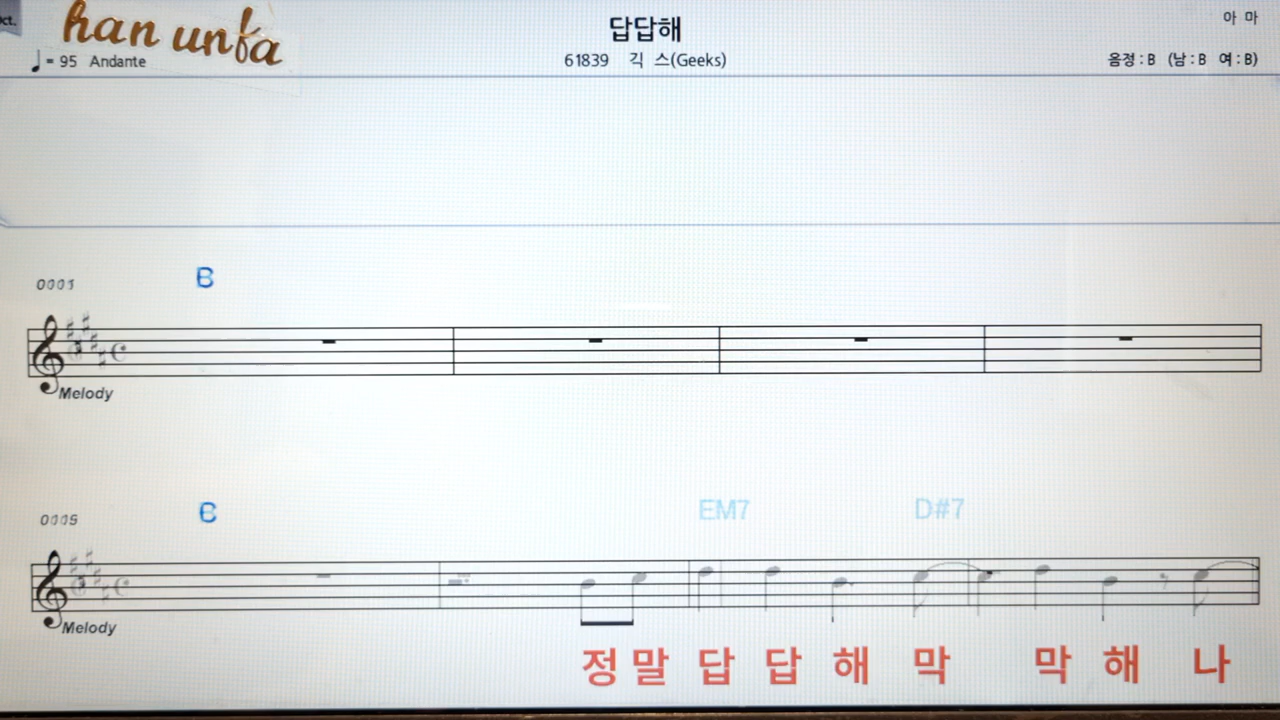 ct.
han unfa
답답해
아 마
♩= 95 Andante
61839 긱 스(Geeks)
음정 : B (남 : B 여 : B)
0001
B
Melody
0005
B EM7 D#7
Melody
정 말 답 답 해 막 막 해 나